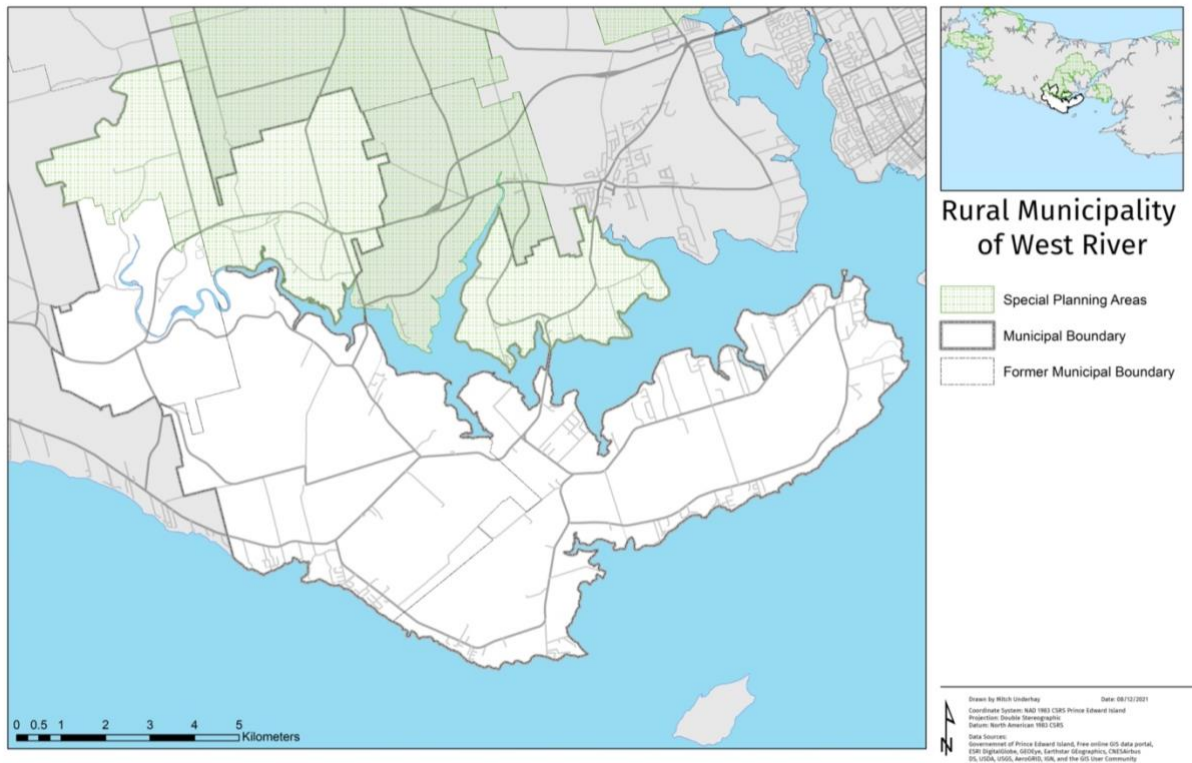 Rural Municipality
of West River
Special Planning Areas
Municipal Boundary
Former Municipal Boundary
0 0.5 1 2 3 4 5
Kilometers
N
Drawn by Mitch Underhay Date: 08/12/2021
Coordinate System: NAD 1983 CSRS Prince Edward Island
Projection: Double Stereographic
Datum: North American 1983 CSRS
Data Sources:
Governemnet of Prince Edward Island, Free online GIS data portal,
ESRI DigitalGlobe, GEOEye, Earthstar GEographics, CNESAirbus
DS, USDA, USGS, AeroGRID, IGN, and the GIS User Community